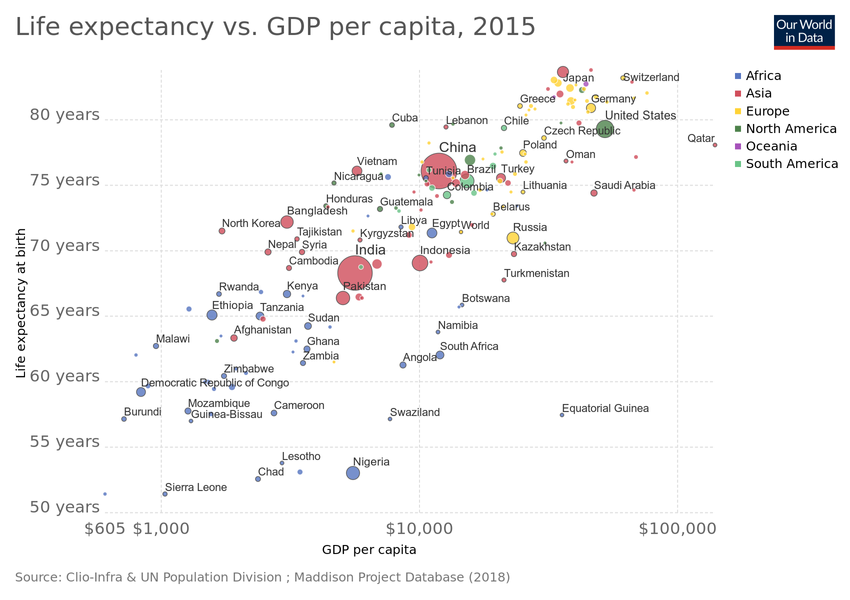 Life expectancy vs. GDP per capita, 2015
Our World
in Data
Africa
Asia
Europe
North America
Oceania
South America
Life expectancy at birth
80 years
75 years
70 years
65 years
60 years
55 years
50 years
Japan
Switzerland
Greece
Germany
United States
Cuba
Lebanon
Chile
Czech Republic
Qatar
China
Poland
Oman
Vietnam
Nicaragua
Tunisia
Brazil
Turkey
Colombia
Lithuania
Saudi Arabia
Honduras
Guatemala
Bangladesh
Belarus
North Korea
Tajikistan
Libya
Egypt
World
Russia
Kyrgyzstan
Nepal
Syria
India
Indonesia
Kazakhstan
Cambodia
Turkmenistan
Rwanda
Kenya
Pakistan
Botswana
Ethiopia
Tanzania
Sudan
Namibia
Malawi
Afghanistan
Ghana
South Africa
Zambia
Angola
Zimbabwe
Democratic Republic of Congo
Burundi
Mozambique
Guinea-Bissau
Cameroon
Swaziland
Equatorial Guinea
Lesotho
Chad
Nigeria
Sierra Leone
$605
$1,000
$10,000
$100,000
GDP per capita
Source: Clio-Infra & UN Population Division ; Maddison Project Database (2018)